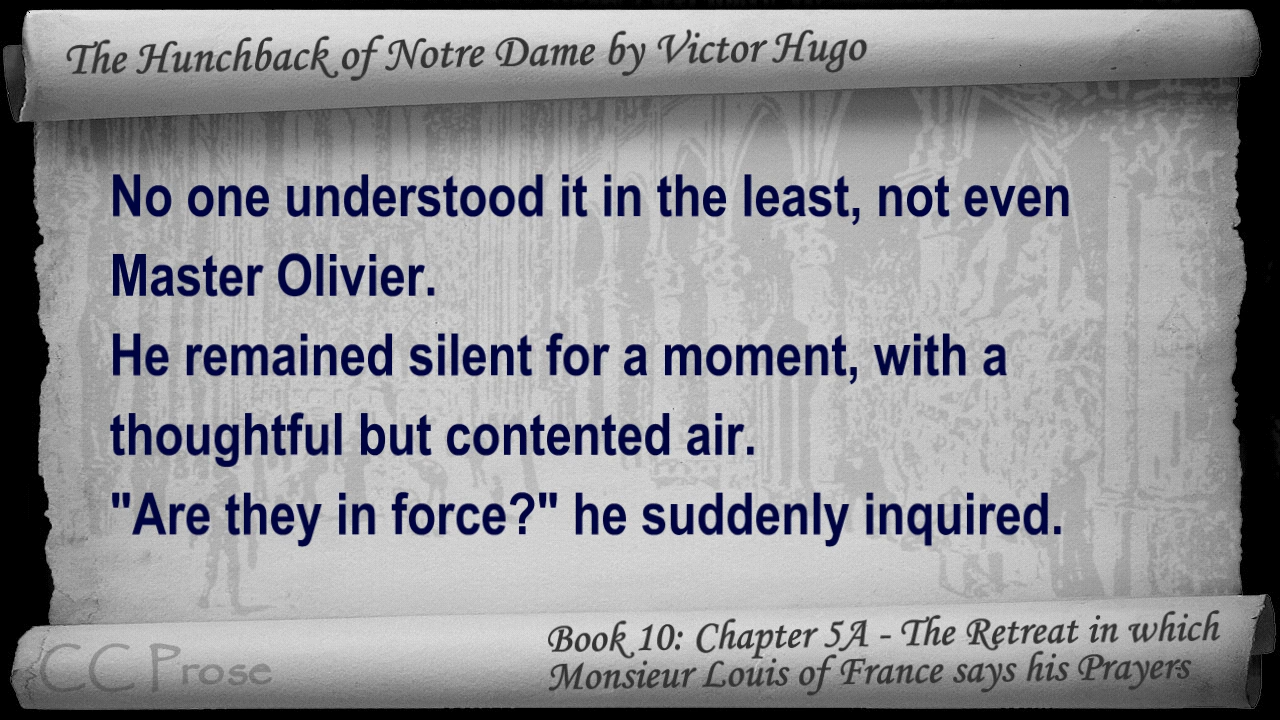 The Hunchback of Notre Dame by Victor Hugo
No one understood it in the least, not even
Master Olivier.
He remained silent for a moment, with a
thoughtful but contented air.
"Are they in force?" he suddenly inquired.
Book 10: Chapter 5A - The Retreat in which
Monsieur Louis of France says his Prayers
CC Prose